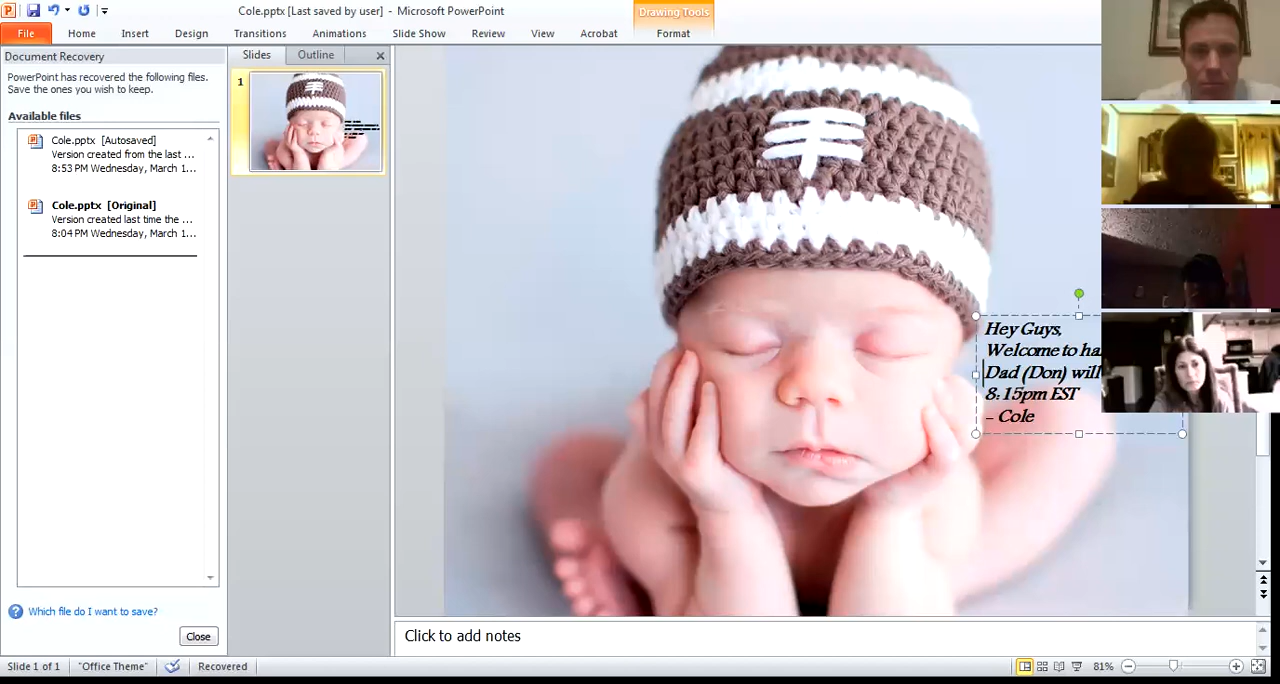 Cole.pptx [Last saved by user] - Microsoft PowerPoint
Drawing Tools
File Home Insert Design Transitions Animations Slide Show Review View Acrobat Format
Document Recovery
PowerPoint has recovered the following files.
Save the ones you wish to keep.
Available files
Cole.pptx [Autosaved]
Version created from the last ...
8:53 PM Wednesday, March 1...
Cole.pptx [Original]
Version created last time the ...
8:04 PM Wednesday, March 1...
Which file do I want to save?
Close
Slides Outline
1
Hey Guys,
Welcome to ha
Dad (Don) will
8:15pm EST
– Cole
Click to add notes
Slide 1 of 1 "Office Theme" Recovered 81%